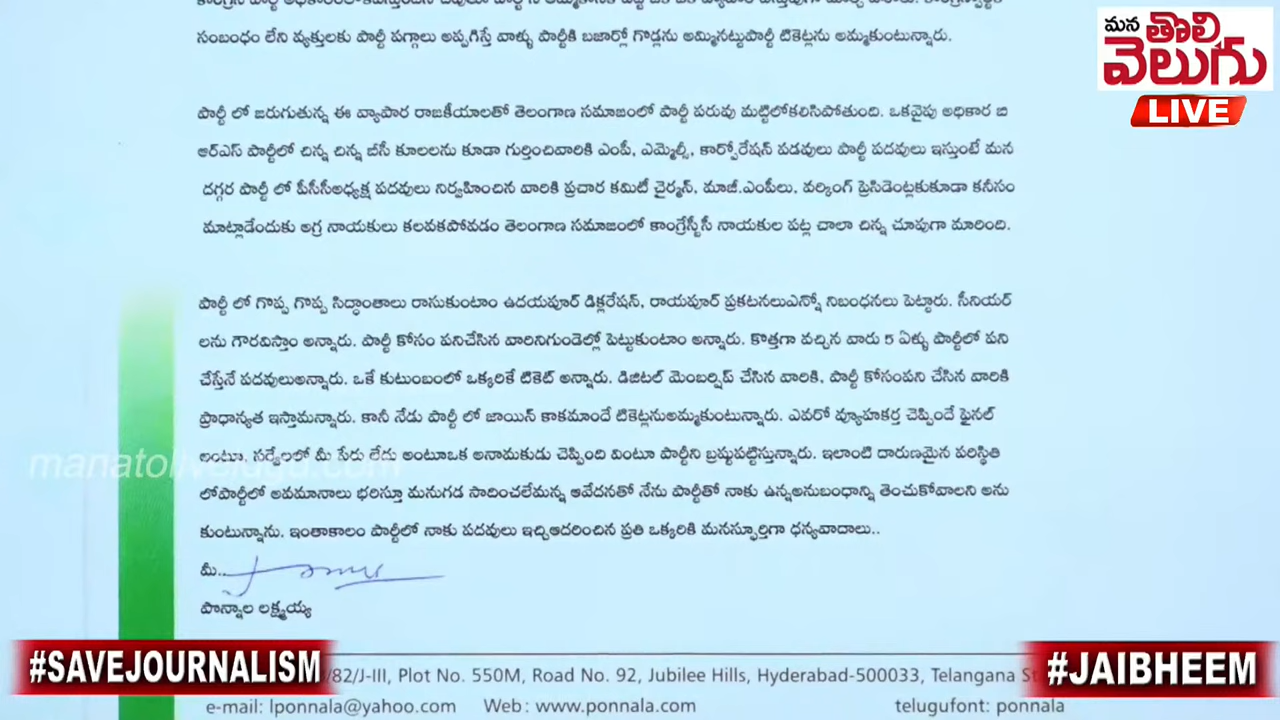 సంబంధం లేని వ్యక్తులకు పార్టీ పగ్గాలు అప్పగిస్తే వాళ్ళు పార్టీకి బజార్లో గొడ్లను అమ్మినట్టుపార్టీ టికెట్లను అమ్మకుంటున్నారు.
మన తొలి
వెలుగు
LIVE
పార్టీ లో జరుగుతున్న ఈ వ్యాపార రాజకీయాలతో తెలంగాణ సమాజంలో పార్టీ పరువు మట్టిలోకలిసిపోతుంది. ఒకవైపు అధికార బి
ఆర్ఎస్ పార్టీలో చిన్న చిన్న బీసీ కూలలను కూడా గుర్తించివారికి ఎంపీ, ఎమ్మెల్సీ, కార్పోరేషన్ పడవులు పార్టీ పదవులు ఇస్తుంటే మన
దగ్గర పార్టీ లో పీసీసీఅధ్యక్ష పదవులు నిర్వహించిన వారికి ప్రచార కమిటీ చైర్మన్, మాజీ.ఎంపీలు, వర్కింగ్ ప్రెసిడెంట్లకుకూడా కనీసం
మాట్లాడేందుకు అగ్ర నాయకులు కలవకపోవడం తెలంగాణ సమాజంలో కాంగ్రేస్బీసీ నాయకుల పట్ల చాలా చిన్న చూపుగా మారింది.
పార్టీ లో గొప్ప గొప్ప సిద్ధాంతాలు రాసుకుంటాం ఉదయపూర్ డిక్లరేషన్, రాయపూర్ ప్రకటనలుఎన్నో నిబంధనలు పెట్టారు. సీనియర్
లను గౌరవిస్తాం అన్నారు. పార్టీ కోసం పనిచేసిన వారినిగుండెల్లో పెట్టుకుంటాం అన్నారు. కొత్తగా వచ్చిన వారు 5 ఏళ్ళు పార్టీలో పని
చేస్తేనే పదవులుఅన్నారు. ఒకే కుటుంబంలో ఒక్కరికే టికెట్ అన్నారు. డిజిటల్ మెంబర్షిప్ చేసిన వారికి, పార్టీ కోసంపని చేసిన వారికి
ప్రాధాన్యత ఇస్తామన్నారు. కానీ నేడు పార్టీ లో జాయిన్ కాకమాందే టికెట్లనుఅమ్మకుంటున్నారు. ఎవరో వ్యూహకర్త చెప్పిందే ఫైనల్
అంటూ, సర్వేలలో మీ పేరు లేదు అంటూఒక అనామకుడు చెప్పింది వింటూ పార్టీని బ్రష్టుపట్టిస్తున్నారు. ఇలాంటి దారుణమైన పరిస్థితి
లోపార్టీలో అవమానాలు భరిస్తూ మనుగడ సాదించలేమన్న ఆవేదనతో నేను పార్టీతో నాకు ఉన్నఅనుబంధాన్ని తెంచుకోవాలని అను
కుంటున్నాను. ఇంతాకాలం పార్టీలో నాకు పదవులు ఇచ్చిఆదరించిన ప్రతి ఒక్కరికి మనస్ఫూర్తిగా ధన్యవాదాలు..
manatolivelugu.com
మీ..
పొన్నాల లక్ష్మయ్య
#SAVEJOURNALISM
/82/J-III, Plot No. 550M, Road No. 92, Jubilee Hills, Hyderabad-500033, Telangana
#JAIBHEEM
e-mail: lponnala@yahoo.com Web: www.ponnala.com telugufont: ponnala